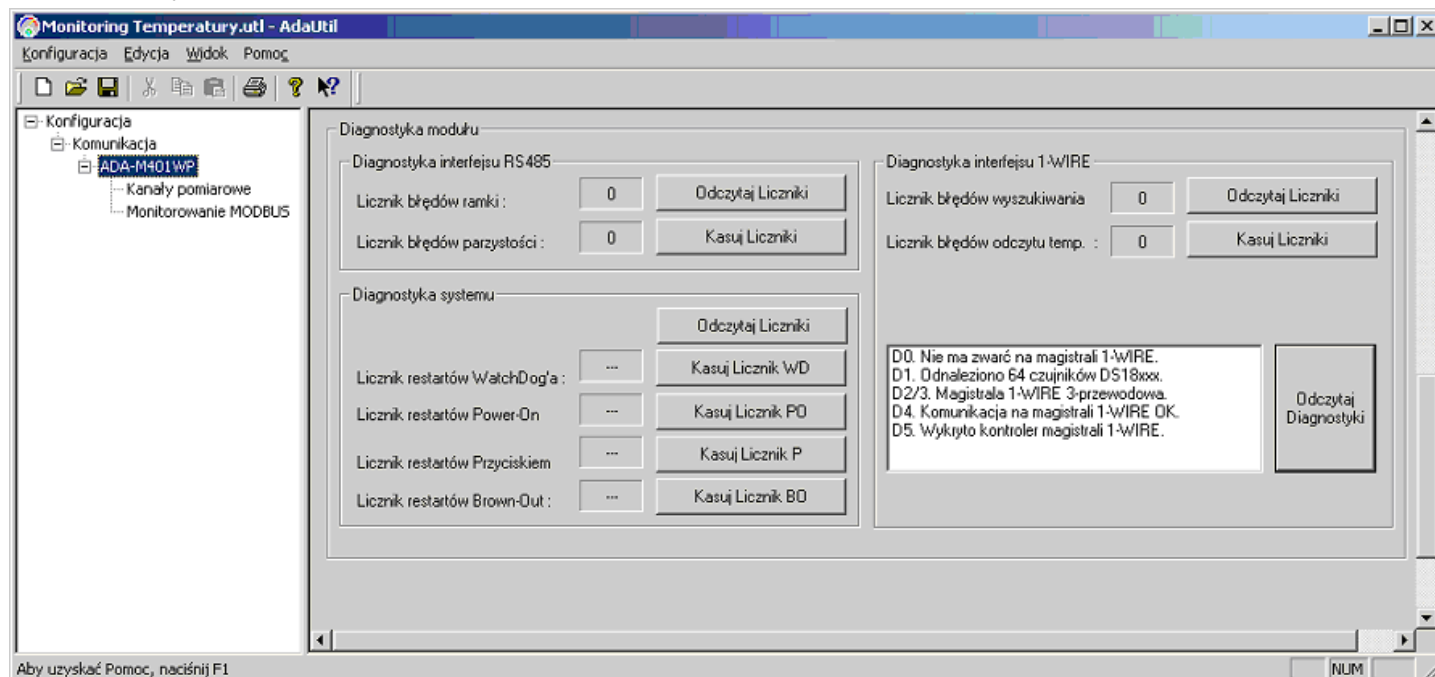 Monitoring Temperatury.utl - AdaUtil
Konfiguracja Edycja Widok Pomoc
Konfiguracja
Komunikacja
ADA-M401WP
Kanały pomiarowe
Monitorowanie MODBUS
Diagnostyka modułu
Diagnostyka interfejsu RS485
Licznik błędów ramki : 0 Odczytaj Liczniki
Licznik błędów parzystości : 0 Kasuj Liczniki
Diagnostyka systemu
Odczytaj Liczniki
Licznik restartów WatchDog'a : --- Kasuj Licznik WD
Licznik restartów Power-On --- Kasuj Licznik PO
Licznik restartów Przyciskiem --- Kasuj Licznik P
Licznik restartów Brown-Out : --- Kasuj Licznik BO
Diagnostyka interfejsu 1-WIRE
Licznik błędów wyszukiwania 0 Odczytaj Liczniki
Licznik błędów odczytu temp. : 0 Kasuj Liczniki
D0. Nie ma zwarć na magistrali 1-WIRE.
D1. Odnaleziono 64 czujników DS18xxx.
D2/3. Magistrala 1-WIRE 3-przewodowa.
D4. Komunikacja na magistrali 1-WIRE OK.
D5. Wykryto kontroler magistrali 1-WIRE.
Odczytaj
Diagnostyki
Aby uzyskać Pomoc, naciśnij F1 NUM